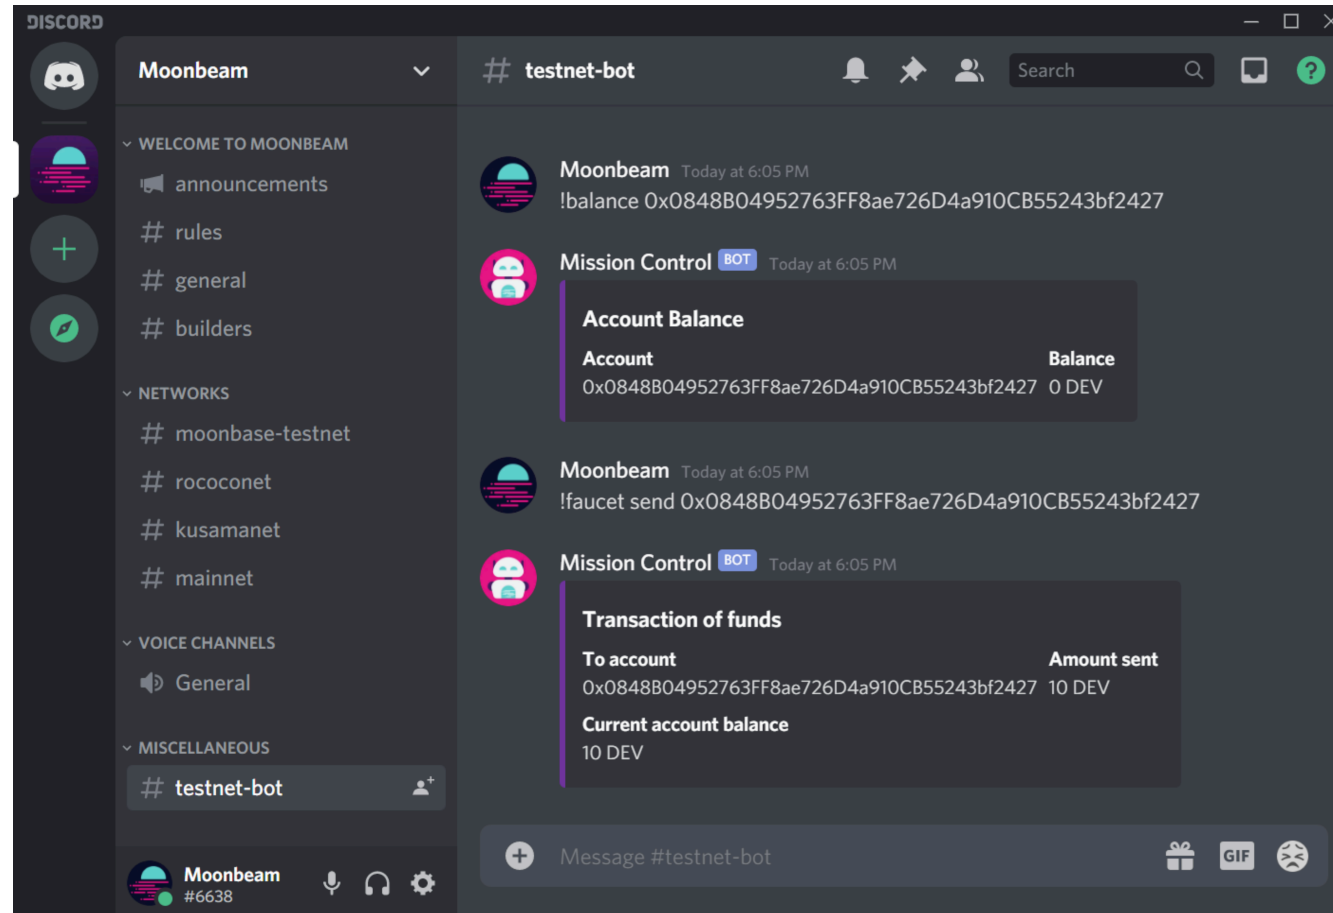 DISCORD
Moonbeam
# testnet-bot
Search
WELCOME TO MOONBEAM
announcements
# rules
# general
# builders
NETWORKS
# moonbase-testnet
# rococonet
# kusamanet
# mainnet
VOICE CHANNELS
General
MISCELLANEOUS
# testnet-bot
Moonbeam
#6638
Moonbeam Today at 6:05 PM
!balance 0x0848B04952763FF8ae726D4a910CB55243bf2427
Mission Control BOT Today at 6:05 PM
Account Balance
Account Balance
0x0848B04952763FF8ae726D4a910CB55243bf2427 0 DEV
Moonbeam Today at 6:05 PM
!faucet send 0x0848B04952763FF8ae726D4a910CB55243bf2427
Mission Control BOT Today at 6:05 PM
Transaction of funds
To account Amount sent
0x0848B04952763FF8ae726D4a910CB55243bf2427 10 DEV
Current account balance
10 DEV
Message #testnet-bot
GIF